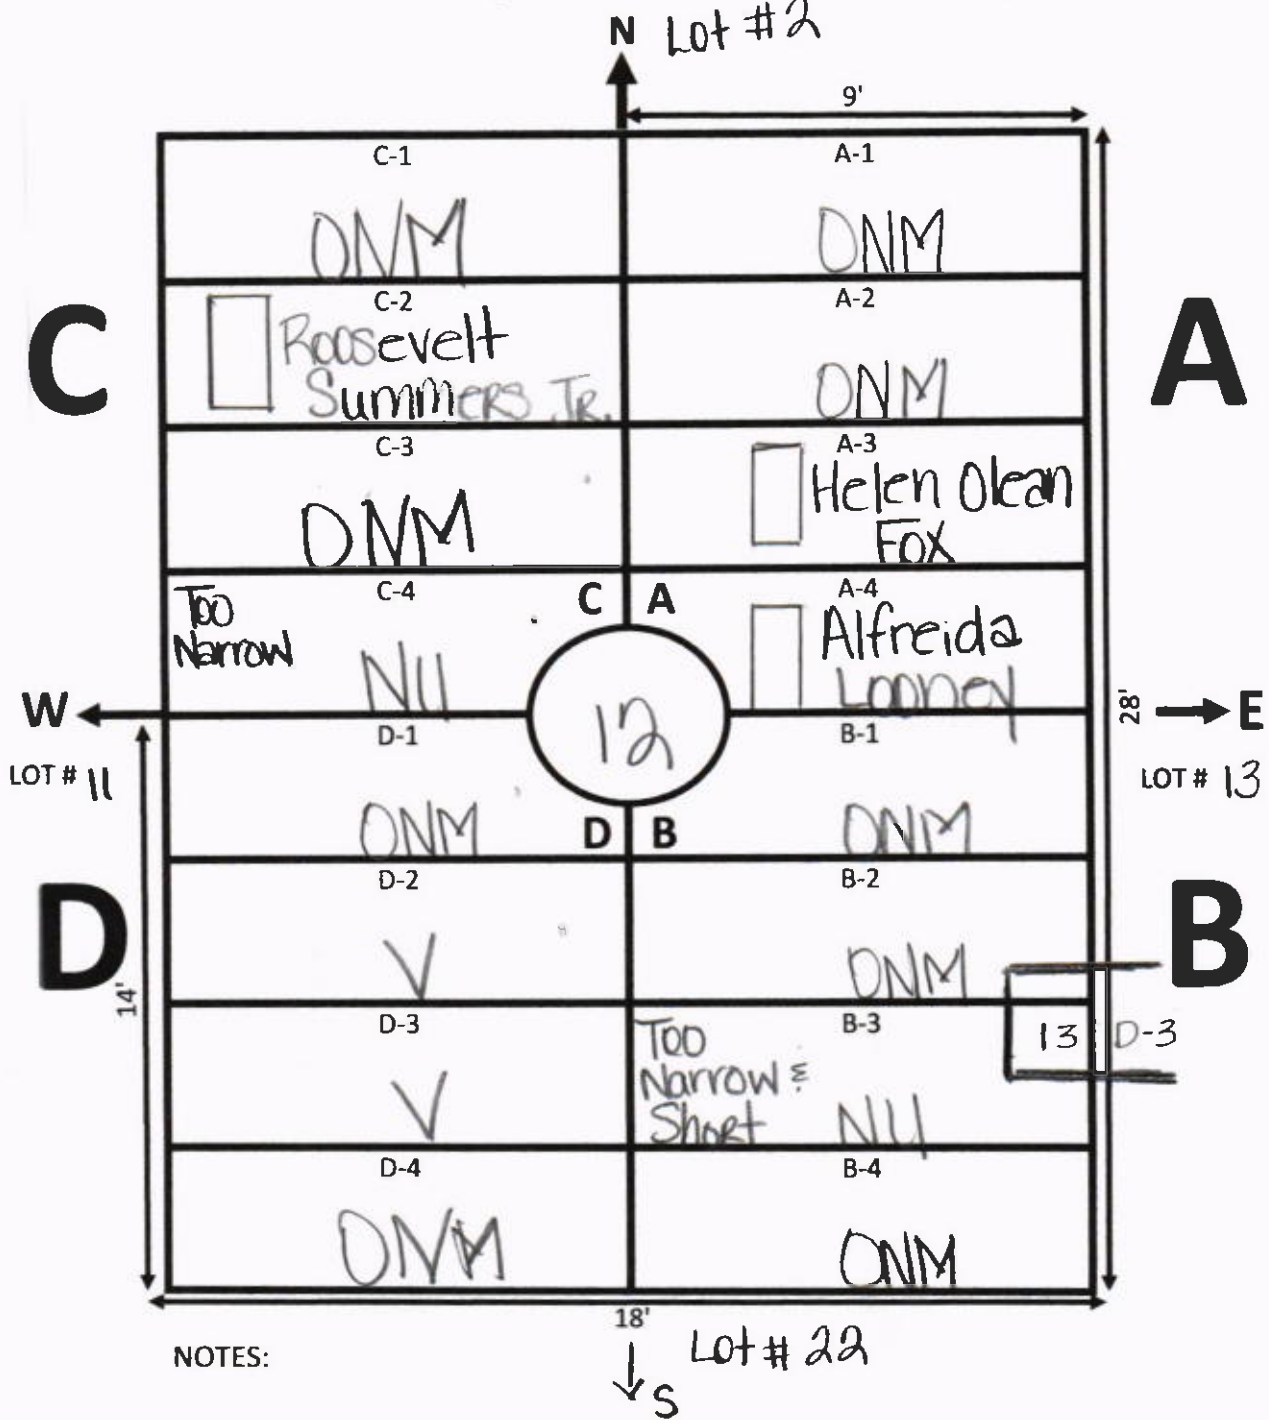 N Lot #2
9'
C-1 A-1
ONM ONM
C A
C-2 A-2
Roosevelt
Summers Jr. ONM
C-3 A-3
ONM Helen Olean
Fox
C-4 C A A-4
Too
Narrow NU Alfreida
Looney
W 12 28' E
D-1 B-1
LOT # 11 LOT # 13
ONM D B ONM
D B
D-2 B-2
V ONM
14'
D-3 B-3 13 D-3
V Too
Narrow &
Short NU
D-4 B-4
ONM ONM
18'
NOTES: Lot # 22
S